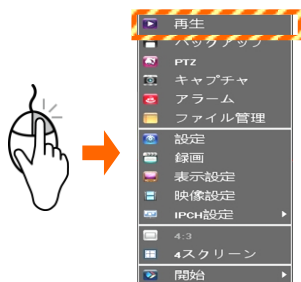 再生
バックアップ
PTZ
キャプチャ
アラーム
ファイル管理
設定
録画
表示設定
映像設定
IPCH設定
4:3
4スクリーン
開始